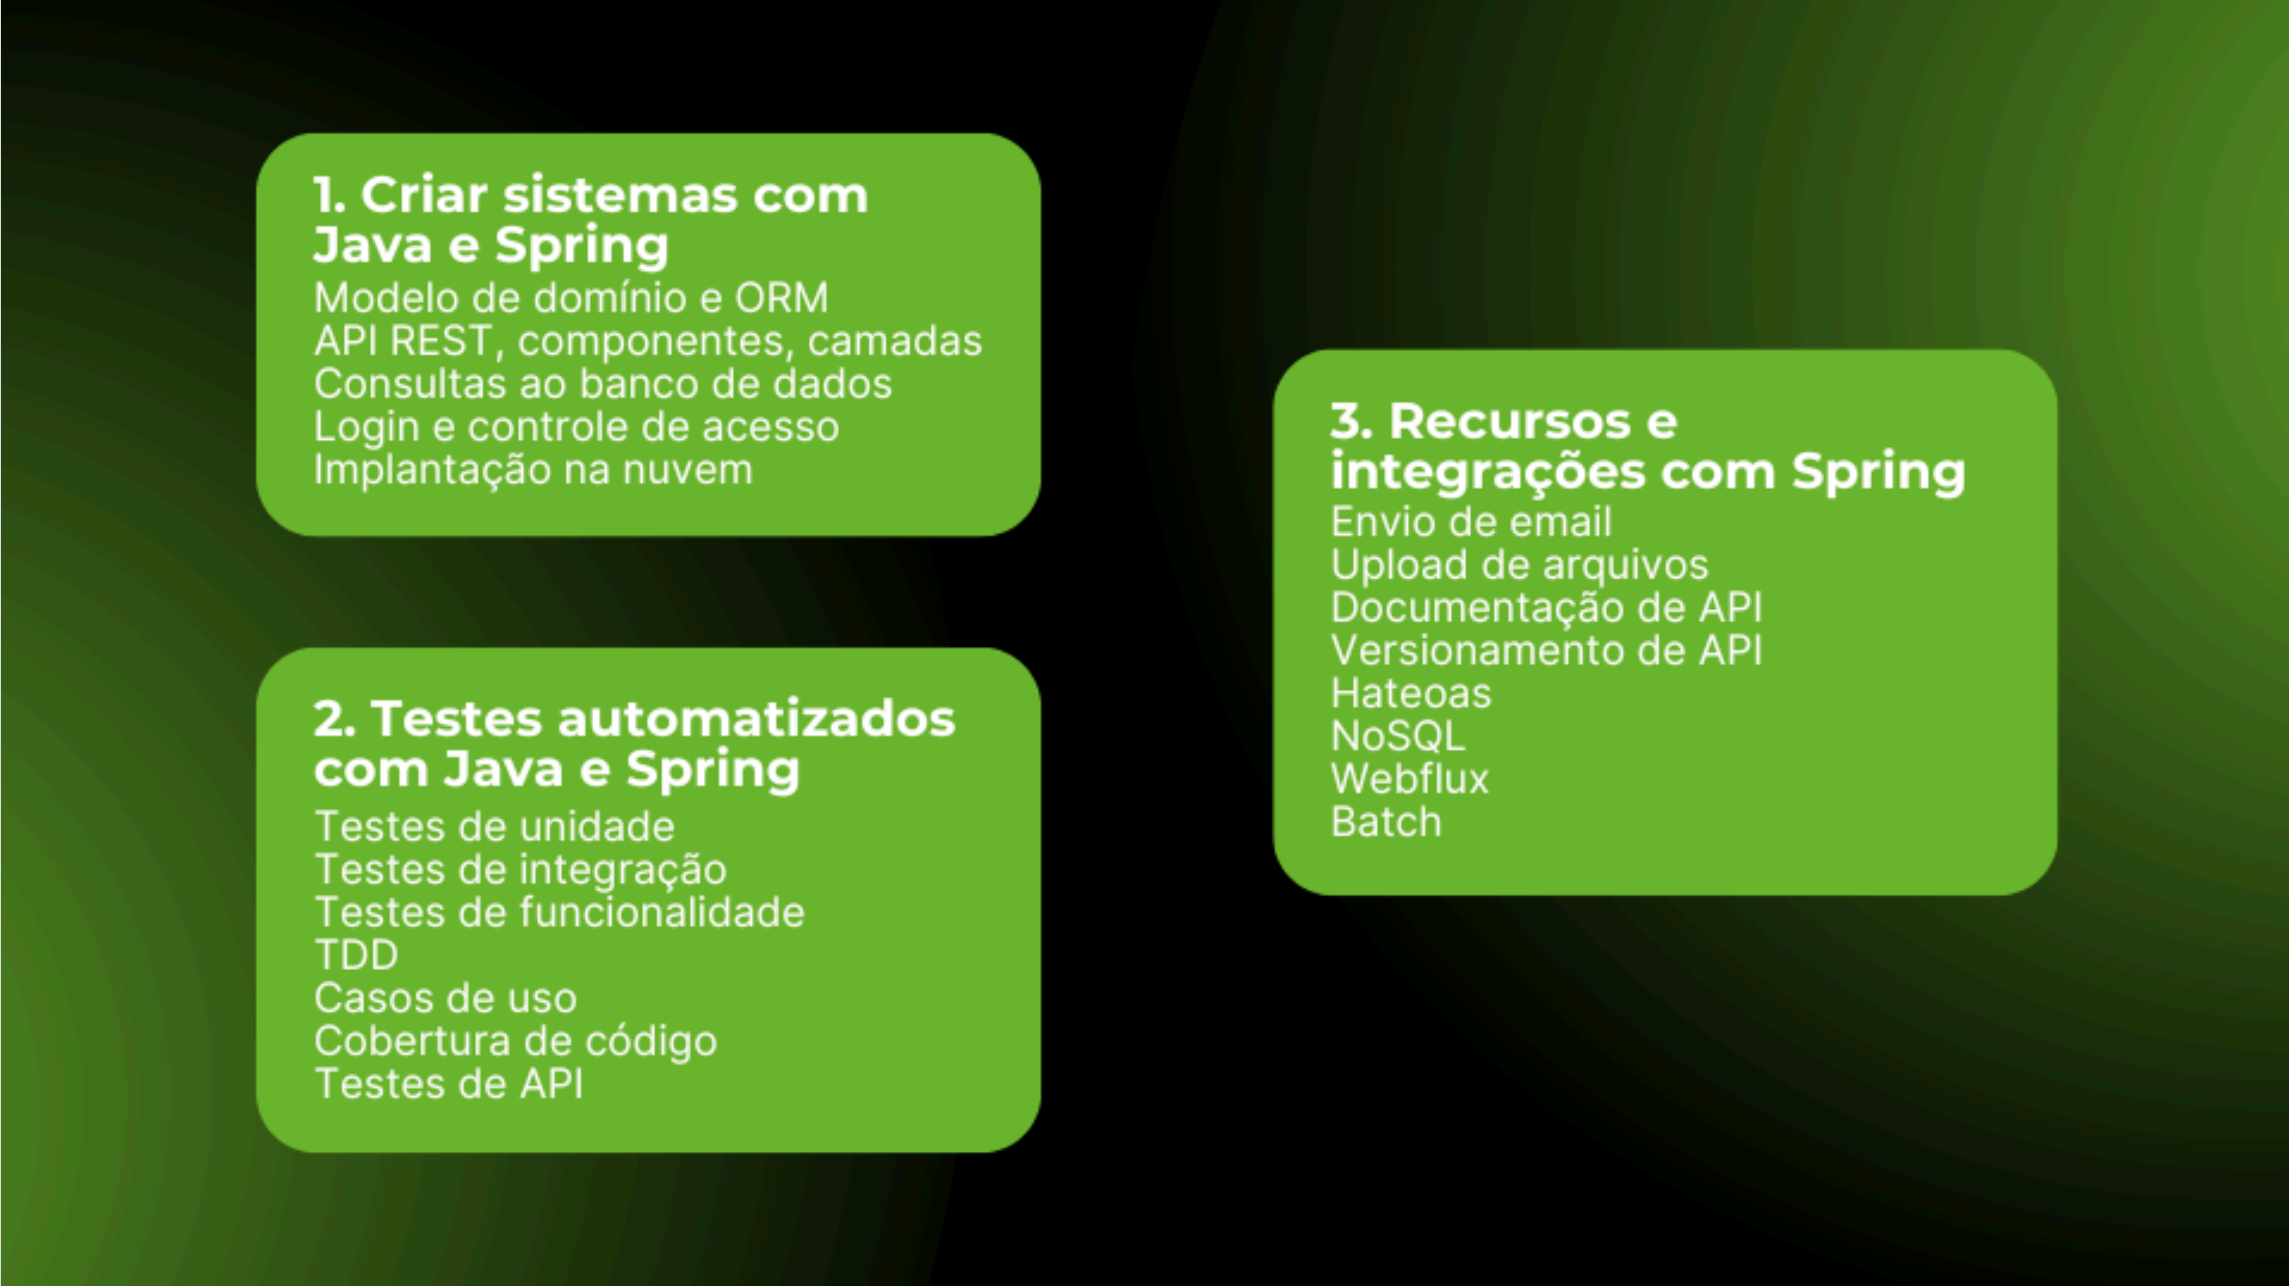 1. Criar sistemas com
Java e Spring
Modelo de domínio e ORM
API REST, componentes, camadas
Consultas ao banco de dados
Login e controle de acesso
Implantação na nuvem
2. Testes automatizados
com Java e Spring
Testes de unidade
Testes de integração
Testes de funcionalidade
TDD
Casos de uso
Cobertura de código
Testes de API
3. Recursos e
integrações com Spring
Envio de email
Upload de arquivos
Documentação de API
Versionamento de API
Hateoas
NoSQL
Webflux
Batch